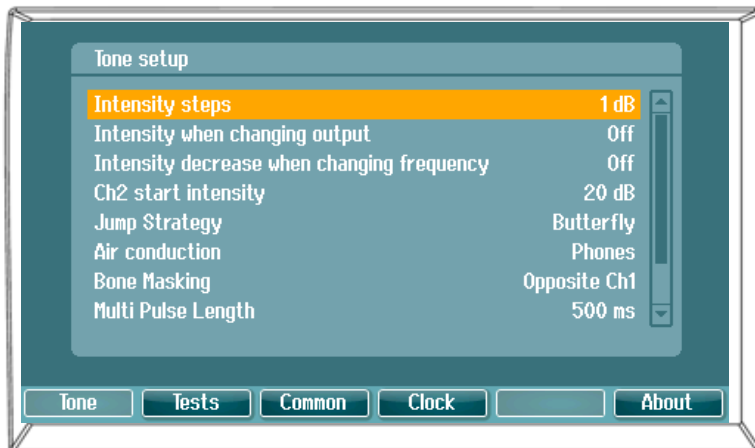 Tone setup
Intensity steps 1 dB
Intensity when changing output Off
Intensity decrease when changing frequency Off
Ch2 start intensity 20 dB
Jump Strategy Butterfly
Air conduction Phones
Bone Masking Opposite Ch1
Multi Pulse Length 500 ms
Tone Tests Common Clock About